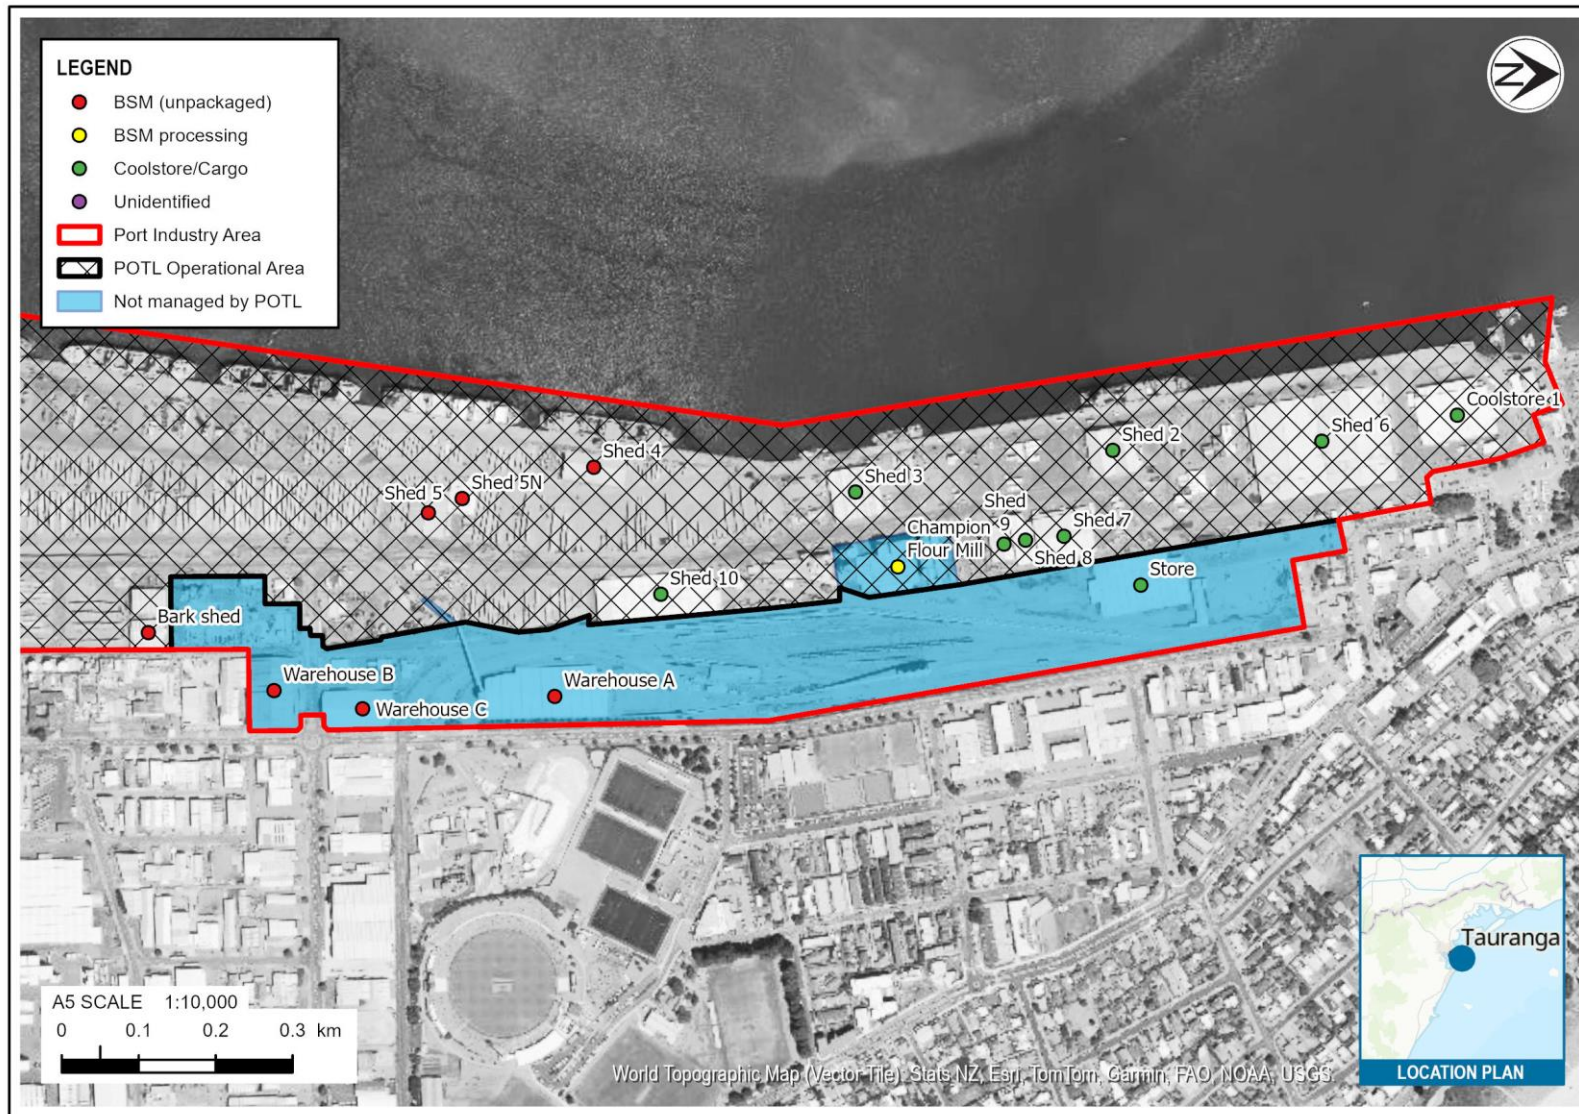 LEGEND
BSM (unpackaged)
BSM processing
Coolstore/Cargo
Unidentified
Port Industry Area
POTL Operational Area
Not managed by POTL
N
Coolstore 1
Shed 6
Shed 2
Shed 4
Shed 3
Shed 5N
Shed 5
Shed
9
Champion
Flour Mill
Shed 7
Shed 8
Shed 10
Store
Bark shed
Warehouse B
Warehouse A
Warehouse C
Tauranga
LOCATION PLAN
A5 SCALE 1:10,000
0 0.1 0.2 0.3 km
World Topographic Map (Vector Tile): Stats NZ, Esri, TomTom, Garmin, FAO, NOAA, USGS.